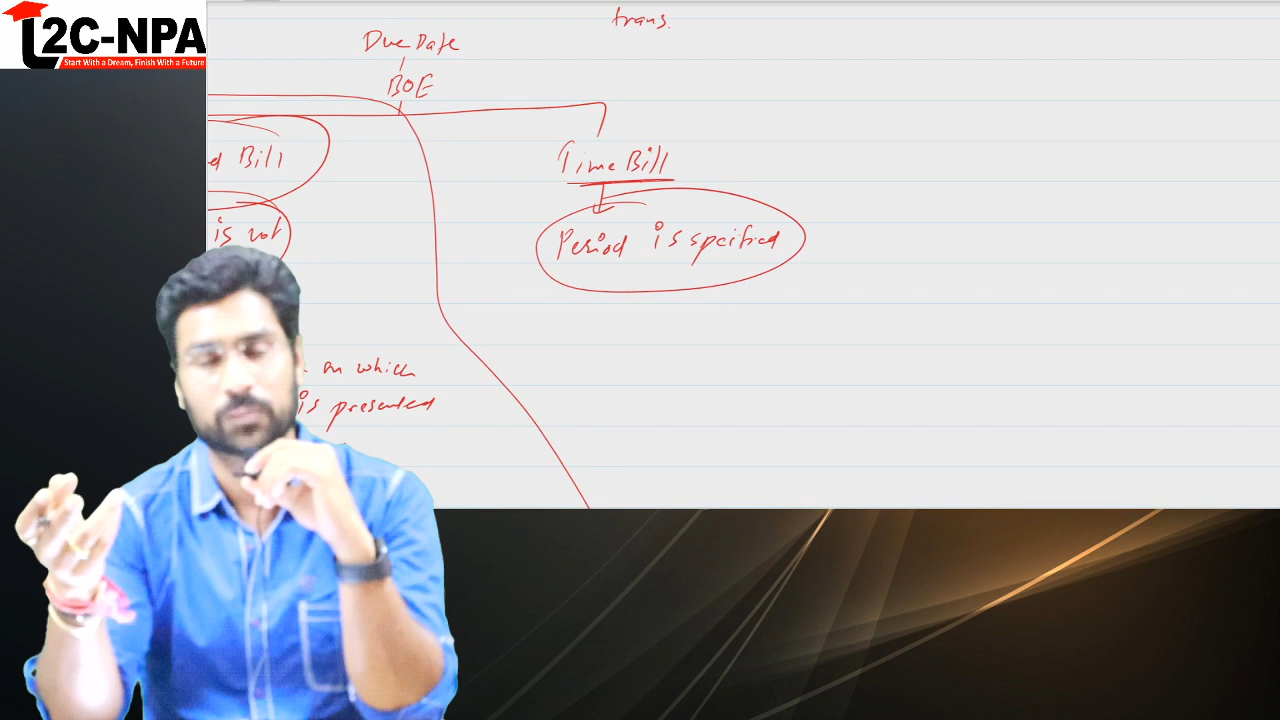 L2C-NPA
Start With a Dream, Finish With a Future
trans.
Due Date
BOE
d Bill
Time Bill
is not
Period is specified
on which
is presented